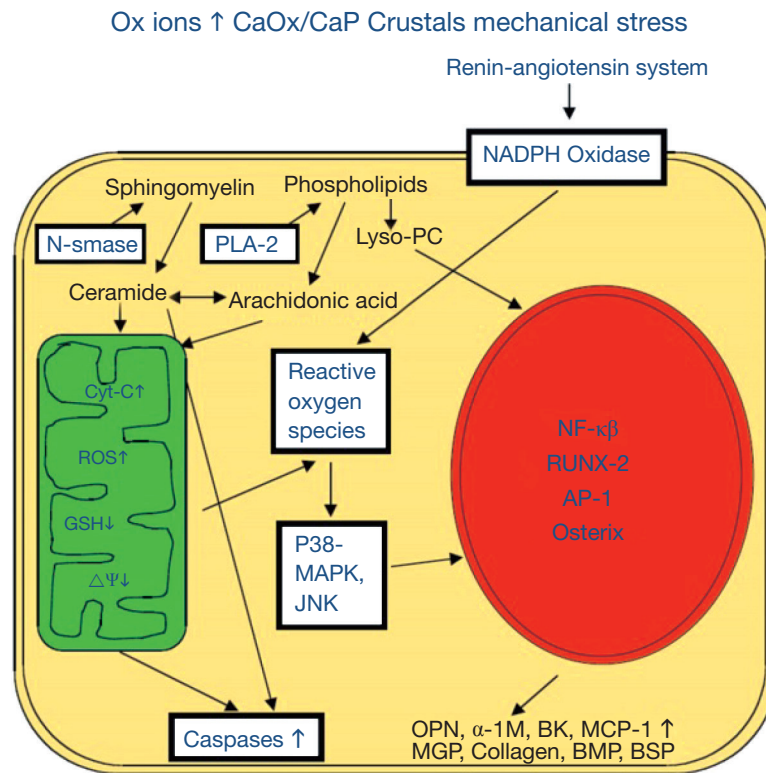 Ox ions ↑ CaOx/CaP Crustals mechanical stress
Renin-angiotensin system
NADPH Oxidase
Sphingomyelin
Phospholipids
N-smase
PLA-2
Lyso-PC
Ceramide
Arachidonic acid
Cyt-C↑
ROS↑
GSH↓
△Ψ↓
Reactive
oxygen
species
P38-
MAPK,
JNK
NF-κβ
RUNX-2
AP-1
Osterix
Caspases ↑
OPN, α-1M, BK, MCP-1 ↑
MGP, Collagen, BMP, BSP